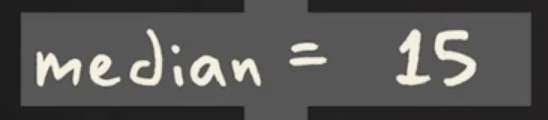 median = 15